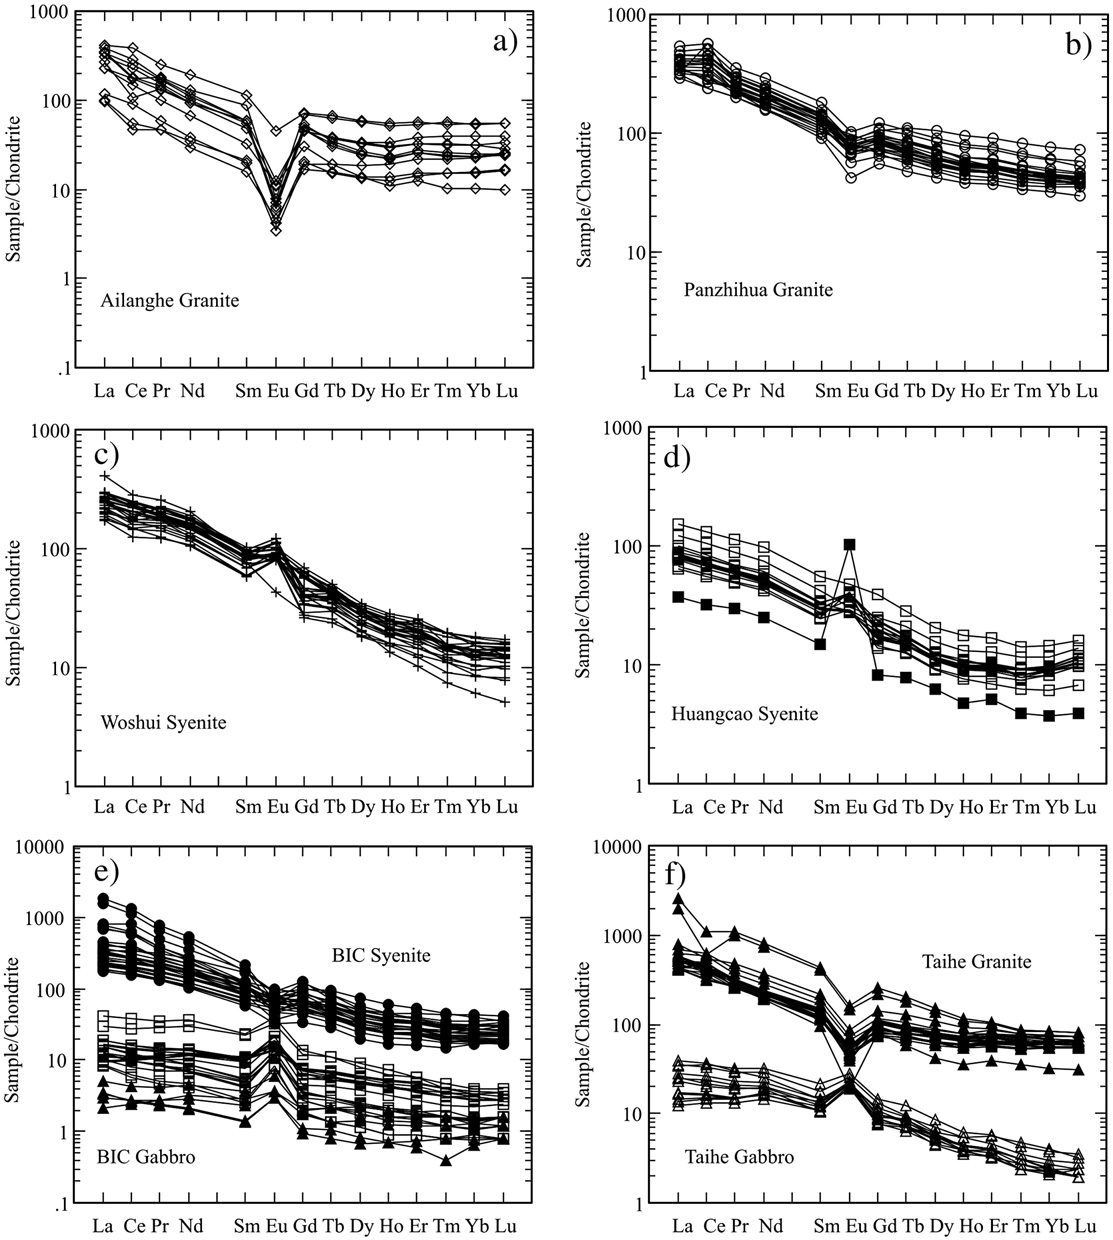 a)
1000
100
10
1
.1
Sample/Chondrite
Ailanghe Granite
La Ce Pr Nd Sm Eu Gd Tb Dy Ho Er Tm Yb Lu
b)
1000
100
10
1
Sample/Chondrite
Panzhihua Granite
La Ce Pr Nd Sm Eu Gd Tb Dy Ho Er Tm Yb Lu
c)
1000
100
10
1
Sample/Chondrite
Woshui Syenite
La Ce Pr Nd Sm Eu Gd Tb Dy Ho Er Tm Yb Lu
d)
1000
100
10
1
Sample/Chondrite
Huangcao Syenite
La Ce Pr Nd Sm Eu Gd Tb Dy Ho Er Tm Yb Lu
e)
10000
1000
100
10
1
.1
Sample/Chondrite
BIC Syenite
BIC Gabbro
La Ce Pr Nd Sm Eu Gd Tb Dy Ho Er Tm Yb Lu
f)
10000
1000
100
10
1
Sample/Chondrite
Taihe Granite
Taihe Gabbro
La Ce Pr Nd Sm Eu Gd Tb Dy Ho Er Tm Yb Lu